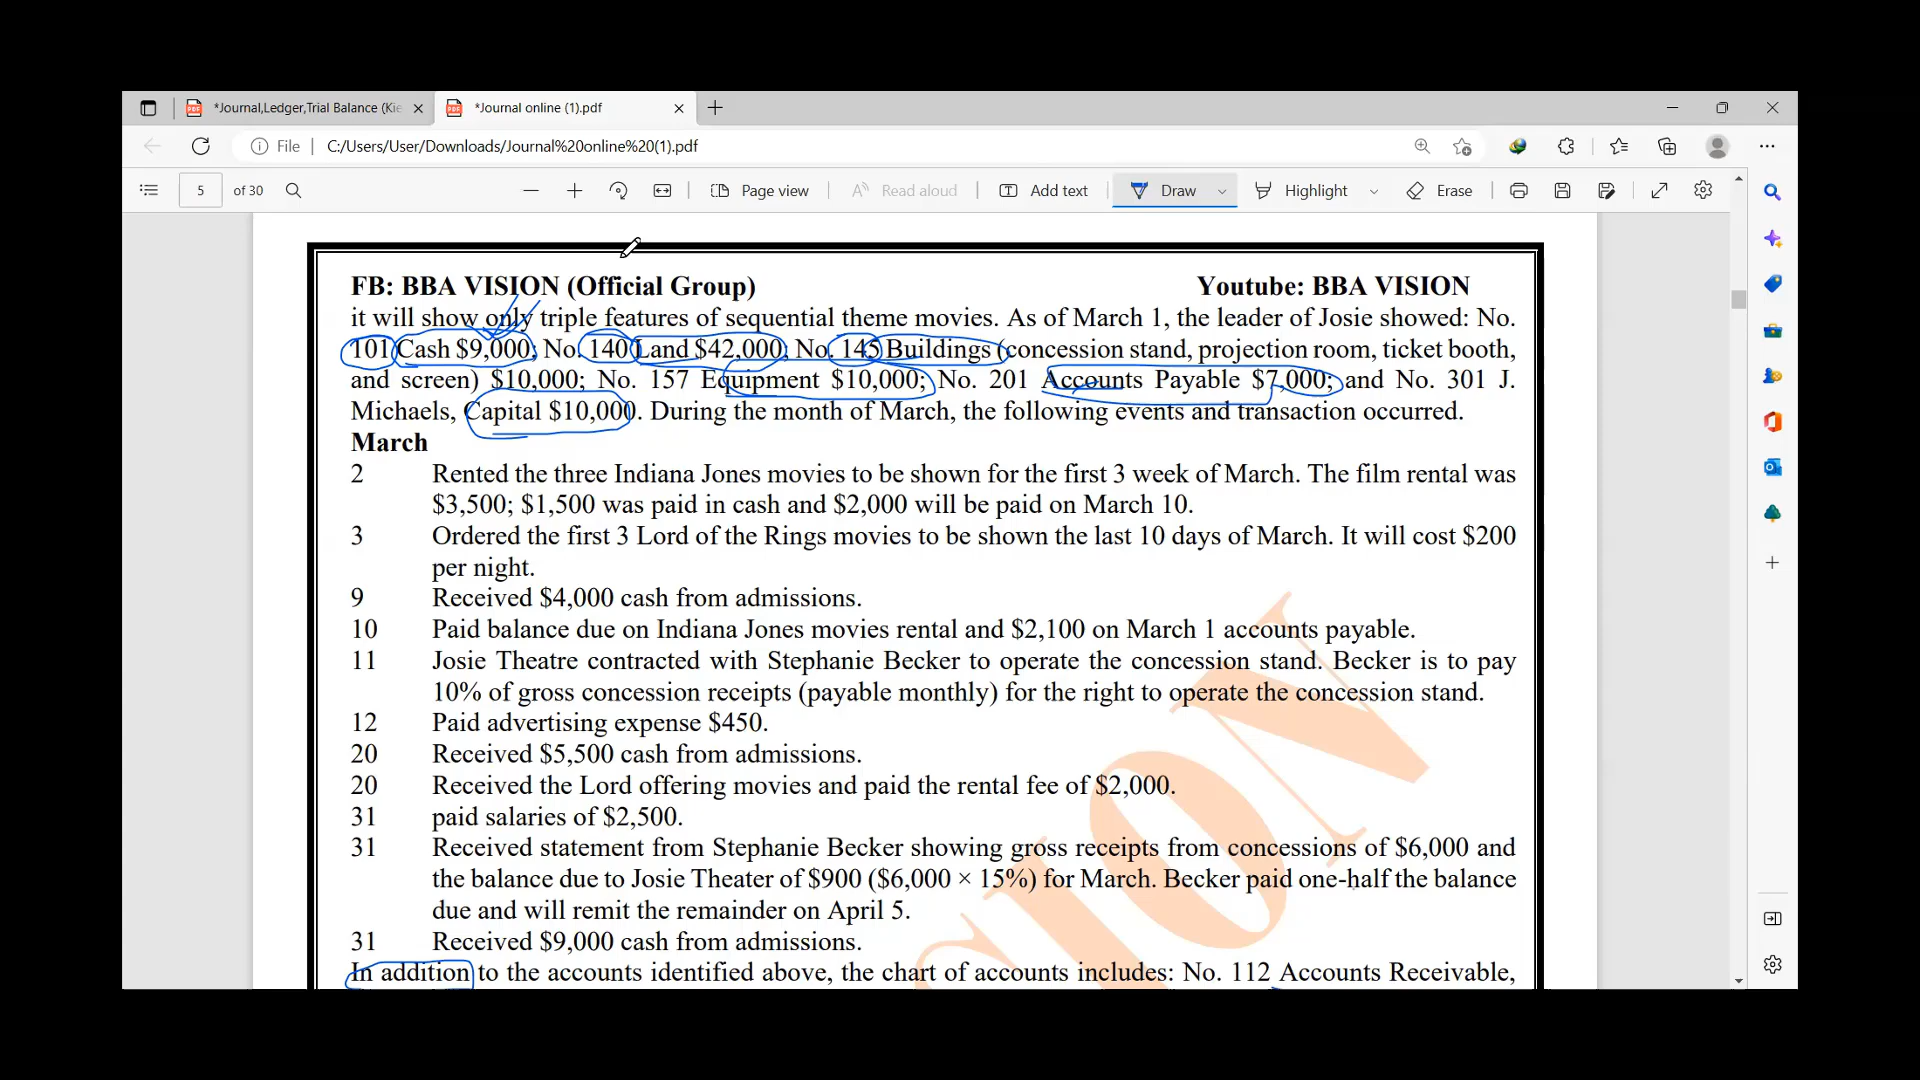 *Journal,Ledger,Trial Balance (Kie
*Journal online (1).pdf
File
C:/Users/User/Downloads/Journal%20online%20(1).pdf
5 of 30
Page view
Read aloud
Add text
Draw
Highlight
Erase
FB: BBA VISION (Official Group) Youtube: BBA VISION
it will show only triple features of sequential theme movies. As of March 1, the leader of Josie showed: No.
101 Cash $9,000; No. 140 Land $42,000; No. 145 Buildings (concession stand, projection room, ticket booth,
and screen) $10,000; No. 157 Equipment $10,000; No. 201 Accounts Payable $7,000; and No. 301 J.
Michaels, Capital $10,000. During the month of March, the following events and transaction occurred.
March
2 Rented the three Indiana Jones movies to be shown for the first 3 week of March. The film rental was
$3,500; $1,500 was paid in cash and $2,000 will be paid on March 10.
3 Ordered the first 3 Lord of the Rings movies to be shown the last 10 days of March. It will cost $200
per night.
9 Received $4,000 cash from admissions.
10 Paid balance due on Indiana Jones movies rental and $2,100 on March 1 accounts payable.
11 Josie Theatre contracted with Stephanie Becker to operate the concession stand. Becker is to pay
10% of gross concession receipts (payable monthly) for the right to operate the concession stand.
12 Paid advertising expense $450.
20 Received $5,500 cash from admissions.
20 Received the Lord offering movies and paid the rental fee of $2,000.
31 paid salaries of $2,500.
31 Received statement from Stephanie Becker showing gross receipts from concessions of $6,000 and
the balance due to Josie Theater of $900 ($6,000 × 15%) for March. Becker paid one-half the balance
due and will remit the remainder on April 5.
31 Received $9,000 cash from admissions.
In addition to the accounts identified above, the chart of accounts includes: No. 112 Accounts Receivable,
SION